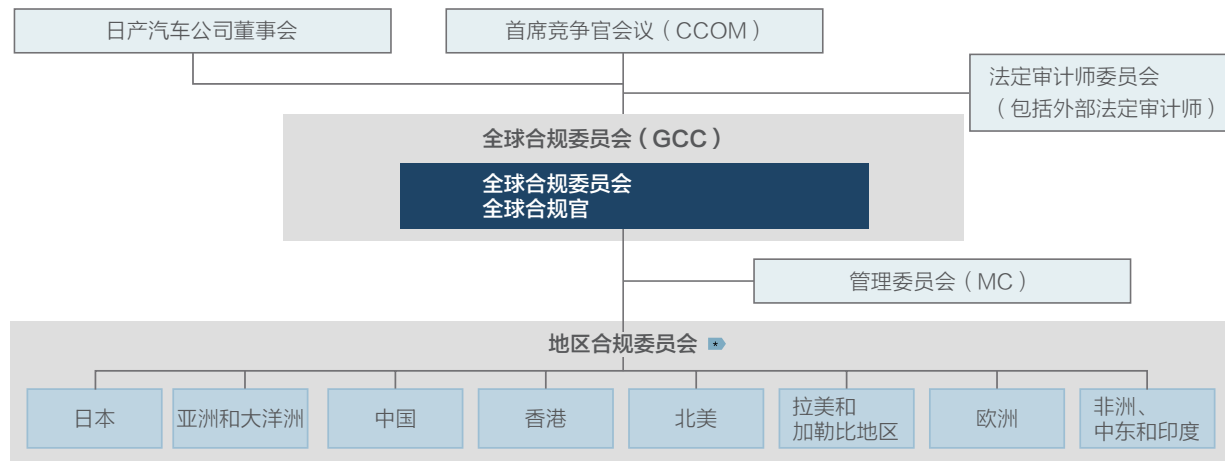 日产汽车公司董事会
首席竞争官会议（CCOM）
法定审计师委员会
（包括外部法定审计师）
全球合规委员会（GCC）
全球合规委员会
全球合规官
管理委员会（MC）
地区合规委员会 *
日本
亚洲和大洋洲
中国
香港
北美
拉美和
加勒比地区
欧洲
非洲、
中东和印度